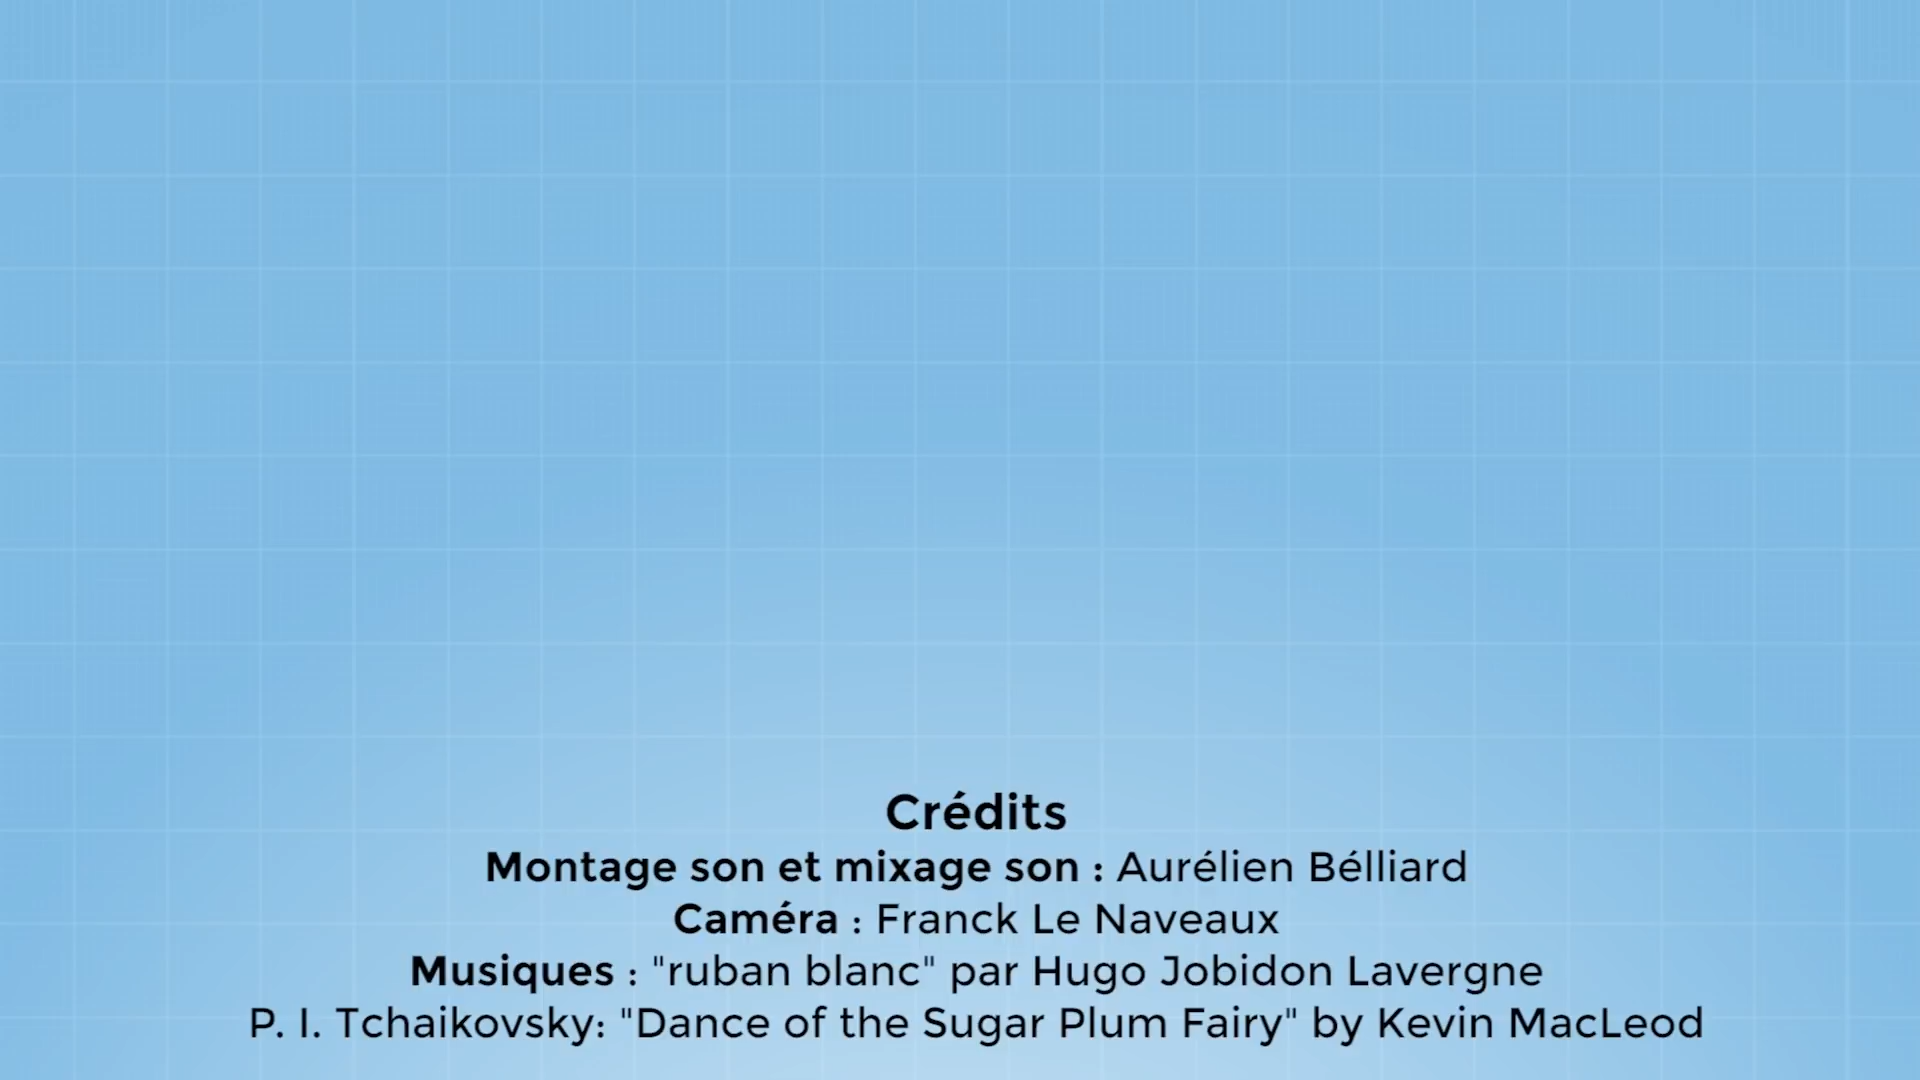 Crédits
Montage son et mixage son : Aurélien Bélliard
Caméra : Franck Le Naveaux
Musiques : "ruban blanc" par Hugo Jobidon Lavergne
P. I. Tchaikovsky: "Dance of the Sugar Plum Fairy" by Kevin MacLeod